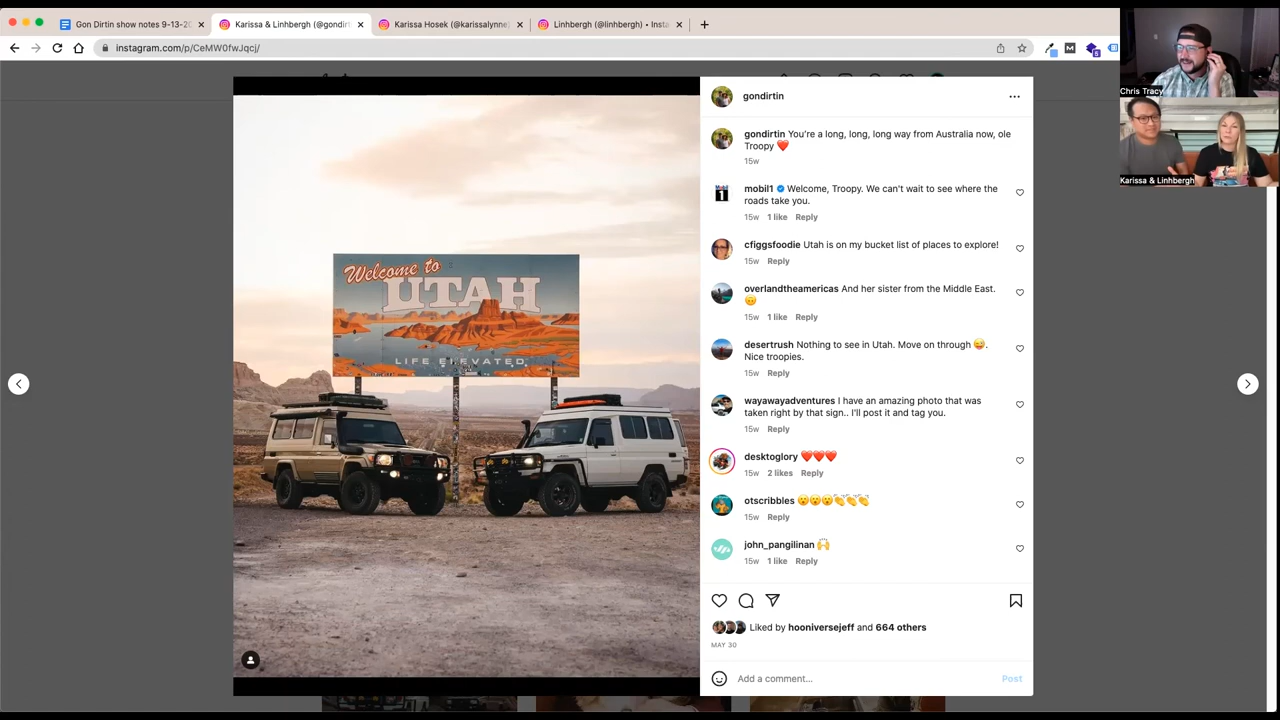 Gon Dirtin show notes 9-13-20
Karissa & Linhbergh (@gondirt
Karissa Hosek (@karissalynne
Linhbergh (@linhbergh) • Insta
instagram.com/p/CeMW0fwJqcj/
Chris Tracy
Karissa & Linhbergh
Welcome to
UTAH
LIFE ELEVATED
gondirtin
gondirtin You're a long, long, long way from Australia now, ole
Troopy ❤️
15w
mobil1 Welcome, Troopy. We can't wait to see where the
roads take you.
15w 1 like Reply
cfiggsfoodie Utah is on my bucket list of places to explore!
15w Reply
overlandtheamericas And her sister from the Middle East.
🙃
15w 1 like Reply
desertrush Nothing to see in Utah. Move on through 😜.
Nice troopies.
15w Reply
wayawayadventures I have an amazing photo that was
taken right by that sign.. I'll post it and tag you.
15w Reply
desktoglory ❤️❤️❤️
15w 2 likes Reply
otscribbles 😮😮😮👏👏👏
15w Reply
john_pangilinan 🙌
15w 1 like Reply
Liked by hooniversejeff and 664 others
MAY 30
Add a comment...
Post